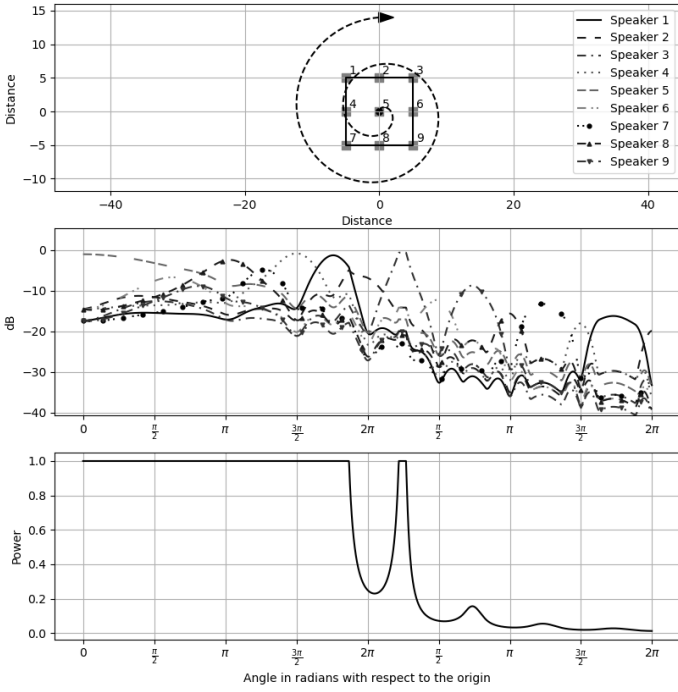 15
10
5
0
−5
−10
Distance
1 2 3
4 5 6
7 8 9
Speaker 1
Speaker 2
Speaker 3
Speaker 4
Speaker 5
Speaker 6
Speaker 7
Speaker 8
Speaker 9
−40 −20 0 20 40
Distance
0
−10
−20
−30
−40
dB
0 π/2 π 3π/2 2π π/2 π 3π/2 2π
1.0
0.8
0.6
0.4
0.2
0.0
Power
0 π/2 π 3π/2 2π π/2 π 3π/2 2π
Angle in radians with respect to the origin